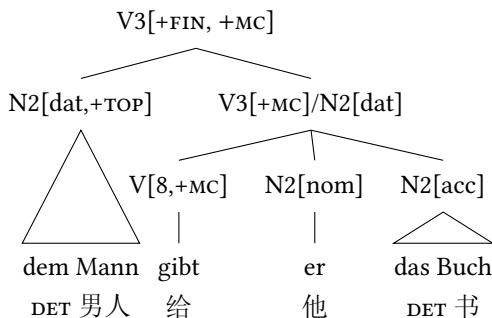 V3[+FIN, +MC]
N2[dat,+TOP] V3[+MC]/N2[dat]
V[8,+MC] N2[nom] N2[acc]
dem Mann gibt er das Buch
DET 男人 给 他 DET 书